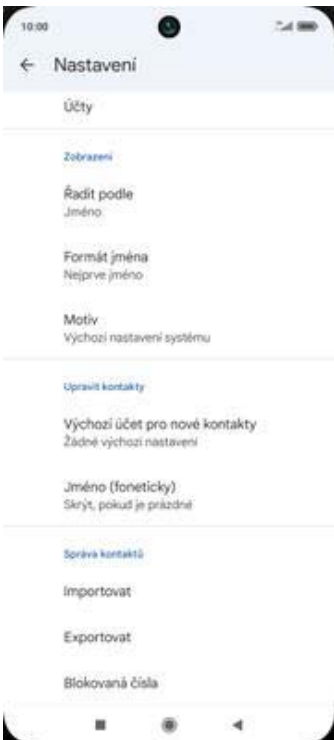 10:00
Nastavení
Účty
Zobrazení
Řadit podle
Jméno
Formát jména
Nejprve jméno
Motiv
Výchozí nastavení systému
Upravit kontakty
Výchozí účet pro nové kontakty
Žádné výchozí nastavení
Jméno (foneticky)
Skrýt, pokud je prázdné
Správa kontaktů
Importovat
Exportovat
Blokovaná čísla